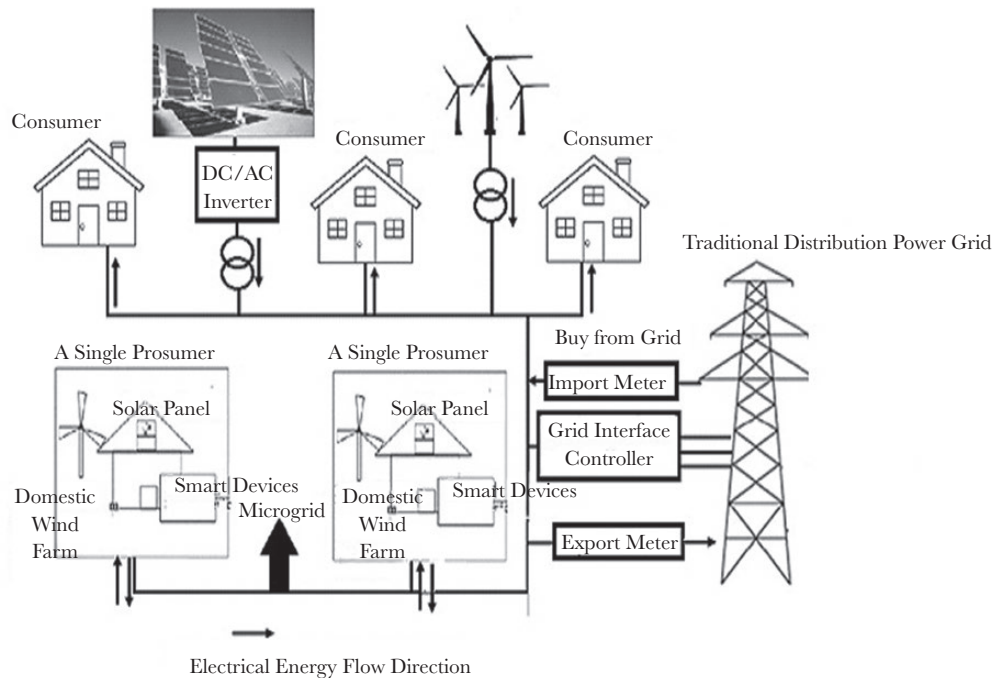 Consumer
Consumer
Consumer
DC/AC
Inverter
Traditional Distribution Power Grid
Buy from Grid
Import Meter
A Single Prosumer
A Single Prosumer
Solar Panel
Solar Panel
Grid Interface
Controller
Smart Devices
Smart Devices
Domestic
Wind
Farm
Microgrid
Domestic
Wind
Farm
Export Meter
Electrical Energy Flow Direction